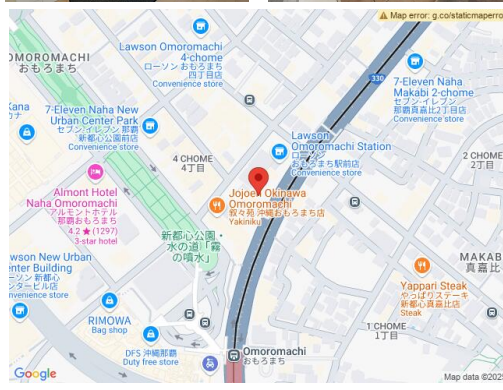 Map error: g.co/staticmaperro
OMOROMACHI
おもろまち
Lawson Omoromachi
4-chome
ローソン おもろまち
四丁目店
Convenience store
330
7-Eleven Naha
Makabi 2-chome
セブン-イレブン
那覇真嘉比2丁目店
Convenience store
7-Eleven Naha New
Urban Center Park
セブン-イレブン 那覇
新都心公園前店
Convenience store
Kana
カナ
4 CHOME
4丁目
Lawson
Omoromachi Station
おもろまち駅前店
Convenience store
2 CHOME
2丁目
Almont Hotel
Naha Omoromachi
アルモントホテル
那覇おもろまち
4.2 ★ (1297)
3-star hotel
Jojoen Okinawa
Omoromachi
叙々苑 沖縄おもろまち店
Yakiniku
新都心公園・
水の道「霧
の噴水」
wson New Urban
nter Building
ーソン 新都心
ンタービル店
nvenience store
MAKAB
真嘉比
Yappari Steak
やっぱりステーキ
新都心真嘉比店
Steak
RIMOWA
Bag shop
1 CHOME
1丁目
DFS 沖縄那覇
Duty free store
Omoromachi
おもろまち
Google
Map data ©202